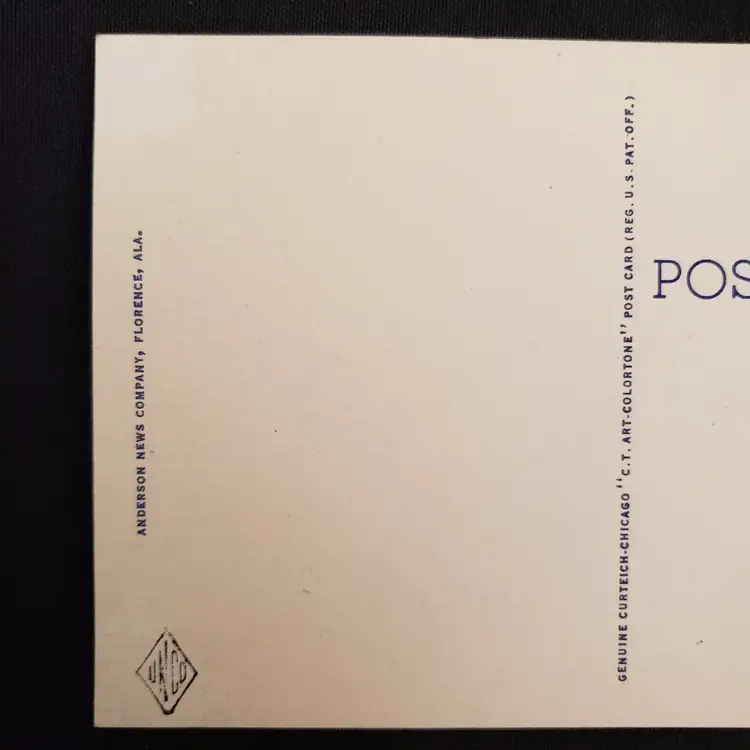 ANDERSON NEWS COMPANY, FLORENCE, ALA.
GENUINE CURTEICH-CHICAGO "C.T. ART-COLORTONE" POST CARD (REG. U.S. PAT. OFF.)
POS